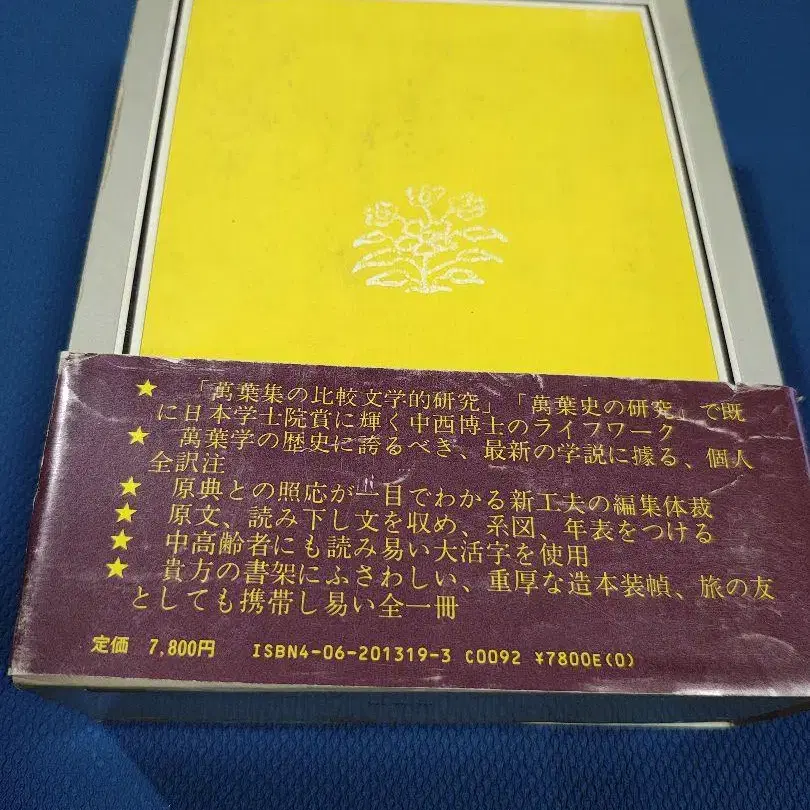 ★ 「萬葉集の比較文学的研究」「萬葉史の研究」で既
に日本学士院賞に輝く中西博士のライフワーク
★ 萬葉学の歴史に誇るべき、最新の学説に據る、個人
全訳注
★ 原典との照応が一目でわかる新工夫の編集体裁
★ 原文、読み下し文を収め、系図、年表をつける
★ 中高齢者にも読み易い大活字を使用
★ 貴方の書架にふさわしい、重厚な造本装幀、旅の友
としても携帯し易い全一冊
定価 7,800円 ISBN4-06-201319-3 C0092 ¥7800E(0)